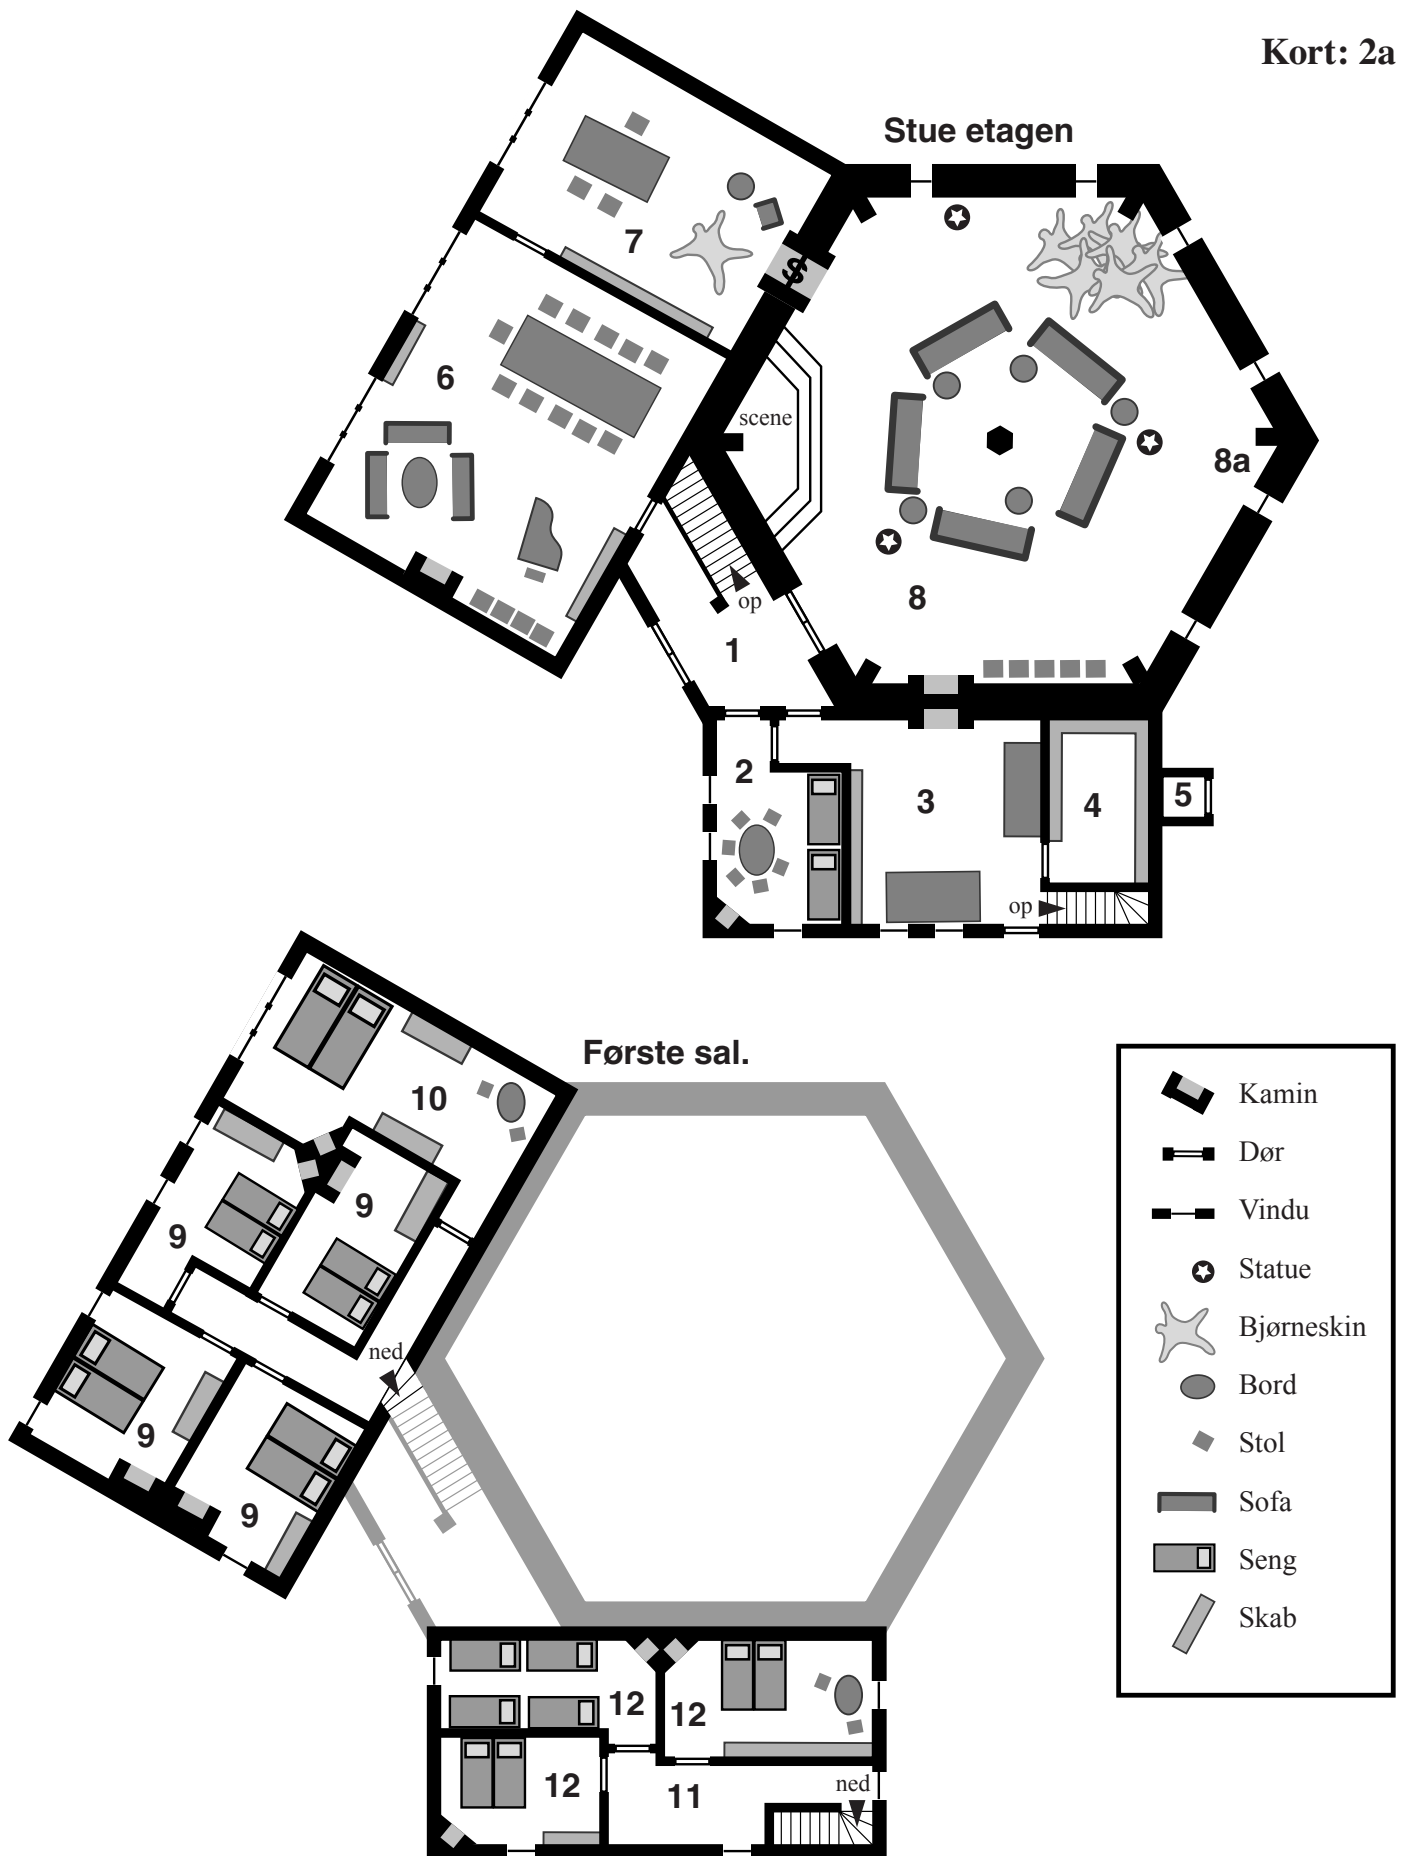 Kort: 2a
Stue etagen
7
$
6
scene
8a
op
8
1
2
3
4
5
op
Første sal.
10
9
9
ned
9
9
12
12
12
11
ned
Kamin
Dør
Vindu
Statue
Bjørneskin
Bord
Stol
Sofa
Seng
Skab